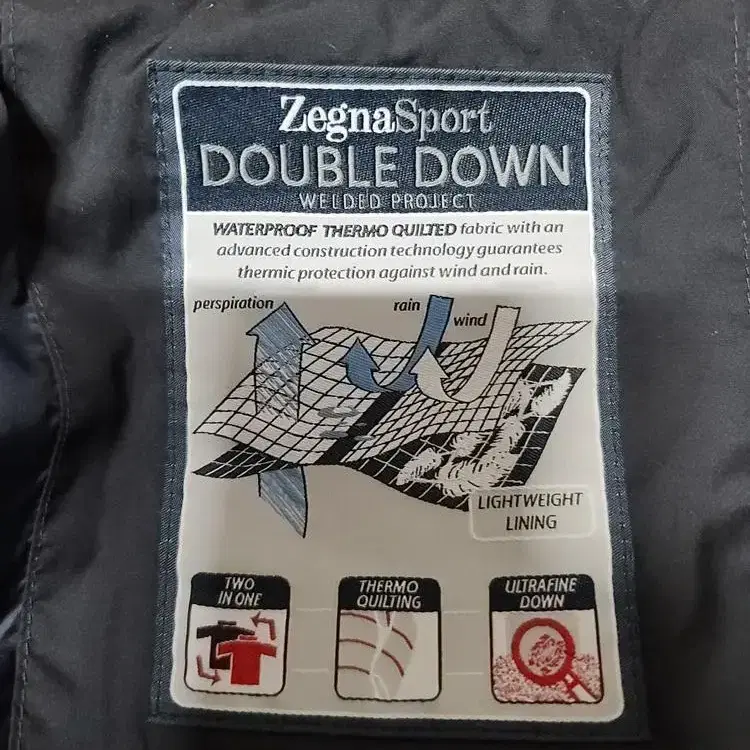 ZegnaSport
DOUBLE DOWN
WELDED PROJECT
WATERPROOF THERMO QUILTED fabric with an
advanced construction technology guarantees
thermic protection against wind and rain.
perspiration
rain
wind
LIGHTWEIGHT
LINING
TWO
IN ONE
THERMO
QUILTING
ULTRAFINE
DOWN